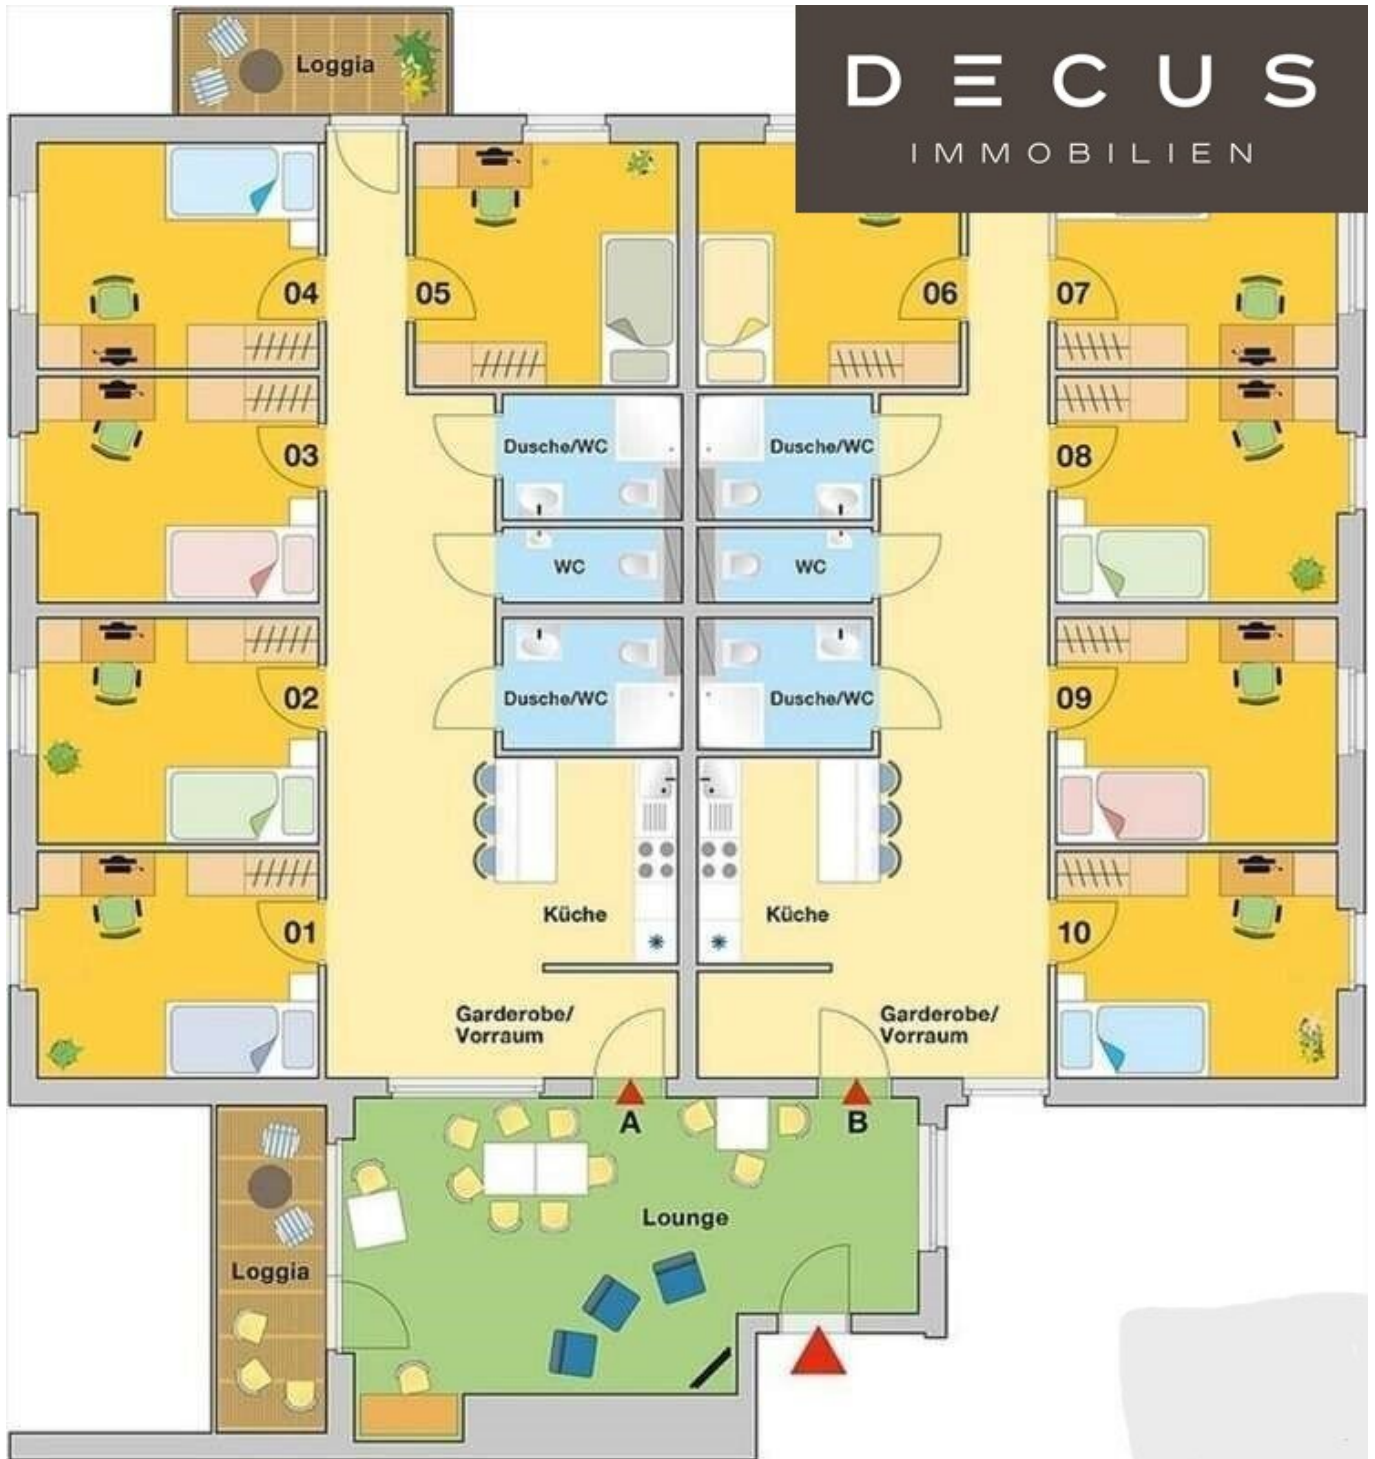 Loggia
DECUS
IMMOBILIEN
04
05
06
07
03
Dusche/WC
Dusche/WC
08
WC
WC
02
Dusche/WC
Dusche/WC
09
01
Küche
Küche
10
Garderobe/
Vorraum
Garderobe/
Vorraum
A
B
Lounge
Loggia